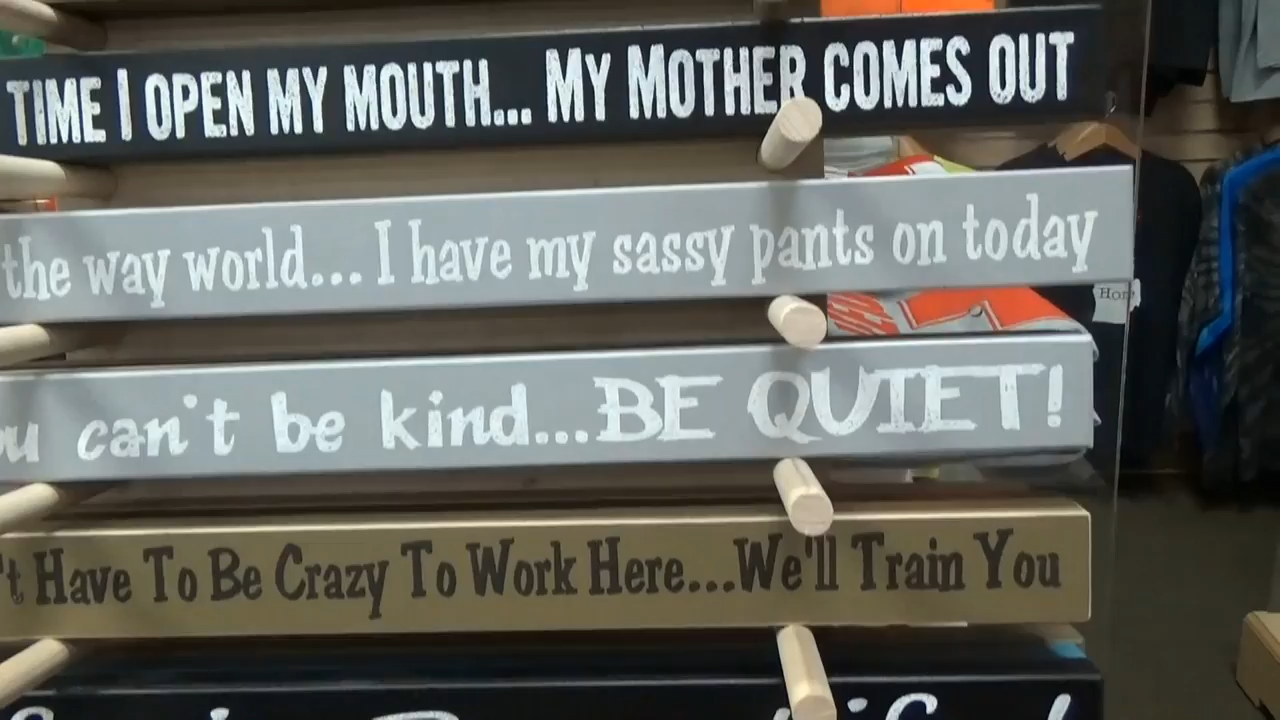 TIME I OPEN MY MOUTH... MY MOTHER COMES OUT
the way world... I have my sassy pants on today
can't be kind...BE QUIET!
't Have To Be Crazy To Work Here...We'll Train You